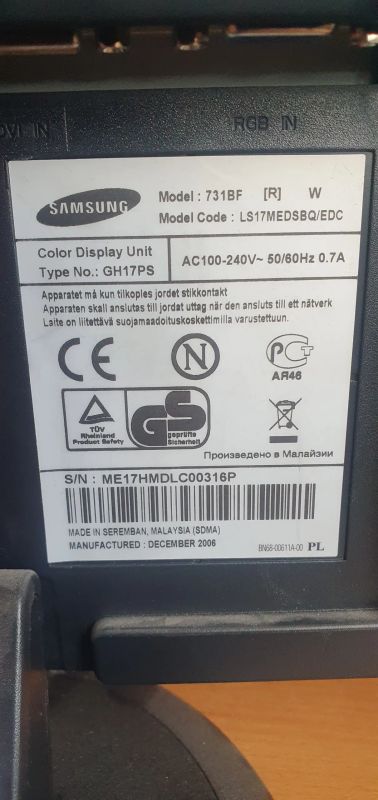 DVI IN
RGB IN
SAMSUNG
Model : 731BF [R] W
Model Code : LS17MEDSBQ/EDC
Color Display Unit
Type No.: GH17PS
AC100-240V~ 50/60Hz 0.7A
Apparatet må kun tilkoples jordet stikkontakt
Apparaten skall anslutas till jordat uttag när den ansluts till ett nätverk
Laite on liitettävä suojamaadoituskoskettimilla varustettuun.
CE
N
РСТ
АЯ46
TÜV
Rheinland
Product Safety
GS
geprüfte
Sicherheit
Произведено в Малайзии
S/N : ME17HMDLC00316P
MADE IN SEREMBAN, MALAYSIA (SDMA)
MANUFACTURED : DECEMBER 2006
BN68-00611A-00 PL